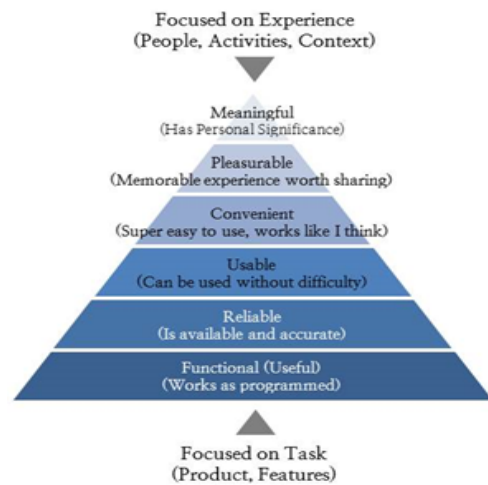 Focused on Experience
(People, Activities, Context)
Meaningful
(Has Personal Significance)
Pleasurable
(Memorable experience worth sharing)
Convenient
(Super easy to use, works like I think)
Usable
(Can be used without difficulty)
Reliable
(Is available and accurate)
Functional (Useful)
(Works as programmed)
Focused on Task
(Product, Features)